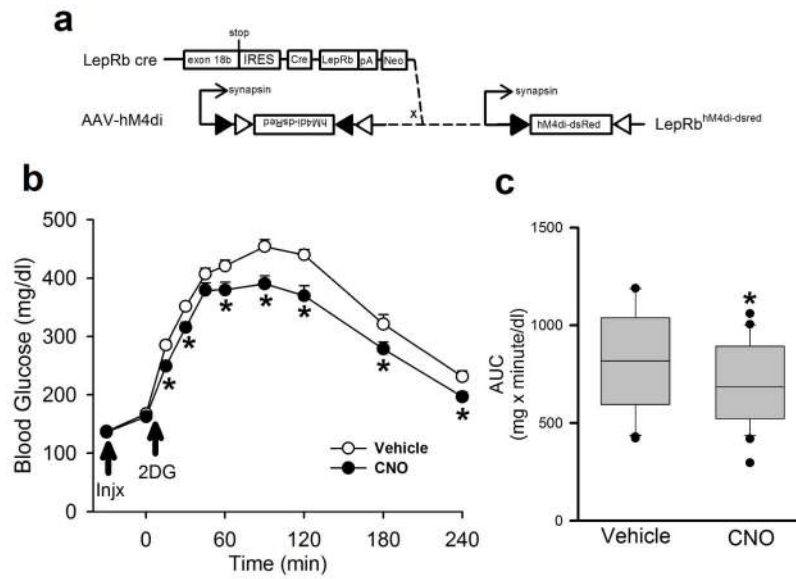 a
stop
LepRb cre
exon 18b
IRES
Cre
LepRb
pA
Neo
synapsin
synapsin
x
AAV-hM4di
hM4di-dsRed
hM4di-dsRed
LepRb hM4di-dsred
b
Blood Glucose (mg/dl)
500
400
300
200
100
0
*
*
*
*
*
*
*
Injx
2DG
Vehicle
CNO
0
60
120
180
240
Time (min)
c
AUC
(mg x minute/dl)
1500
1000
500
0
*
Vehicle
CNO